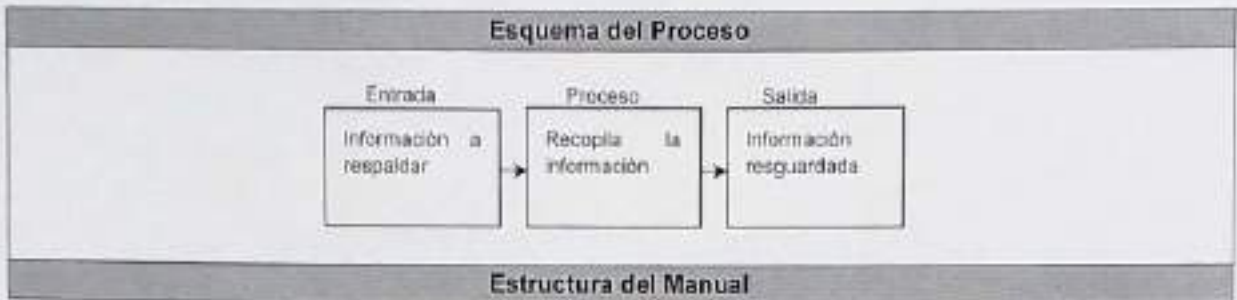 Esquema del Proceso
Entrada
Proceso
Salida
Información a
respaldar
Recopila la
información
Información
resguardada
Estructura del Manual